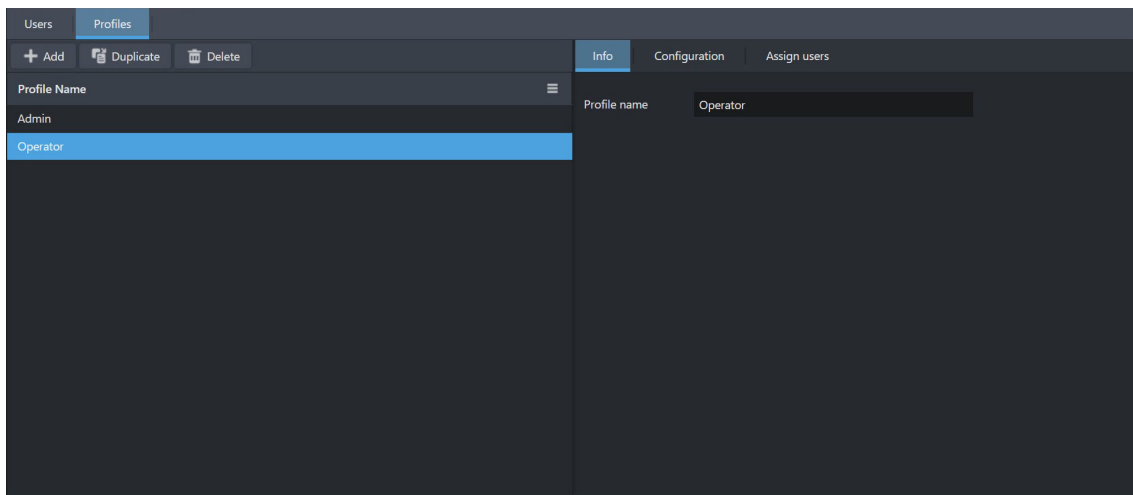 Users Profiles
Add Duplicate Delete
Profile Name
Admin
Operator
Info Configuration Assign users
Profile name Operator